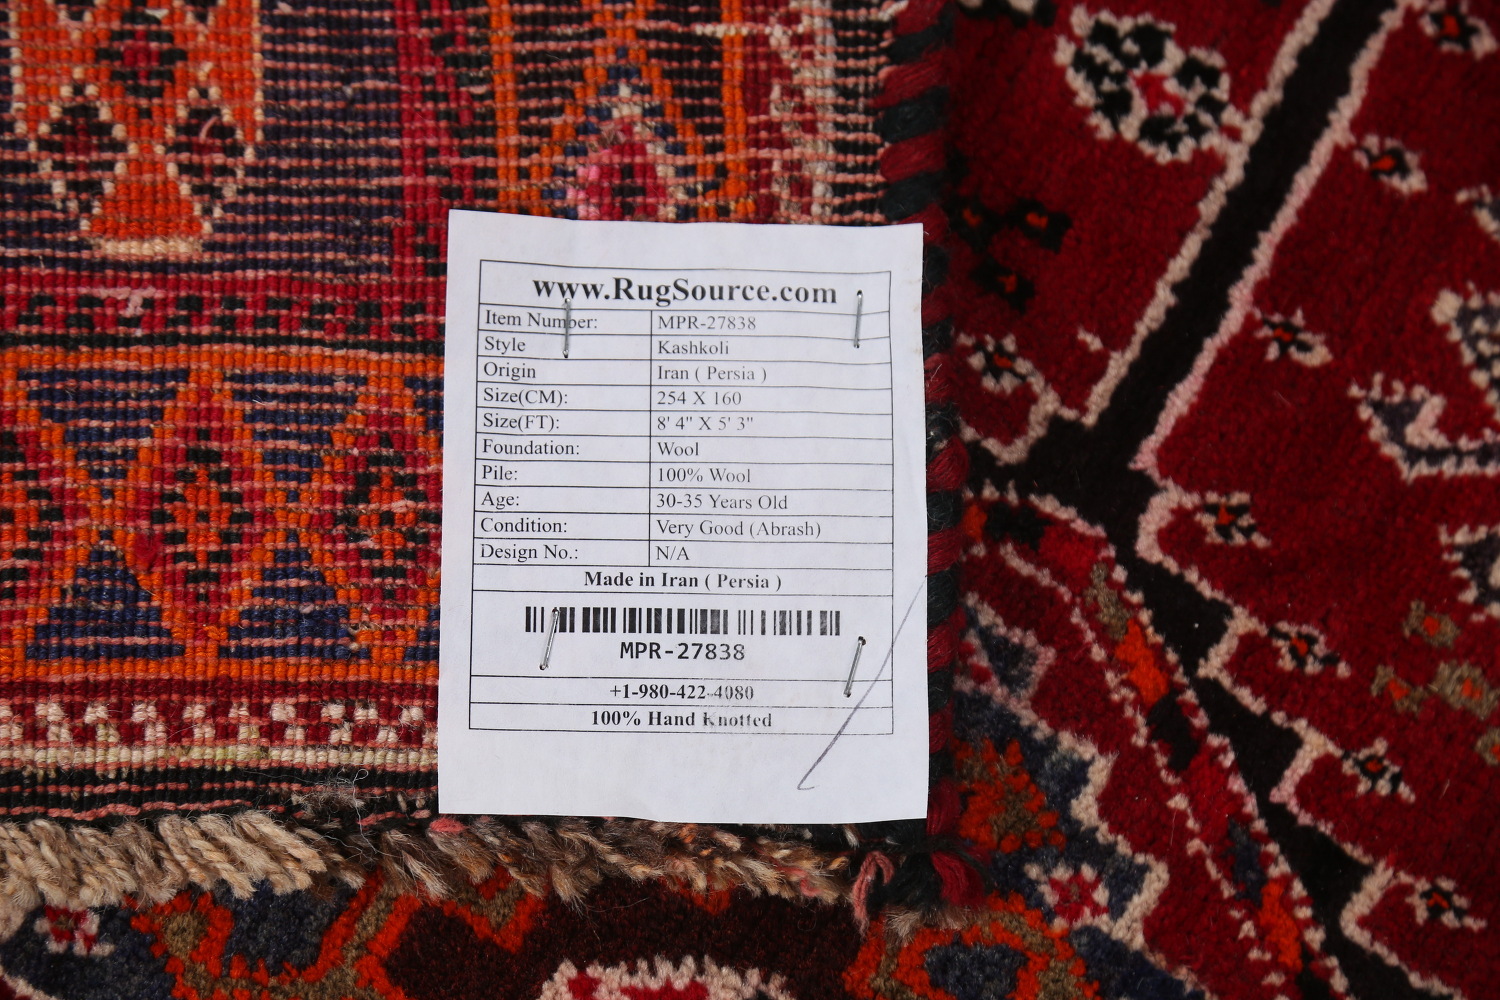 www.RugSource.com
Item Number: MPR-27838
Style Kashkoli
Origin Iran ( Persia )
Size(CM): 254 X 160
Size(FT): 8' 4" X 5' 3"
Foundation: Wool
Pile: 100% Wool
Age: 30-35 Years Old
Condition: Very Good (Abrash)
Design No.: N/A
Made in Iran ( Persia )
MPR-27838
+1-980-422-4080
100% Hand Knotted